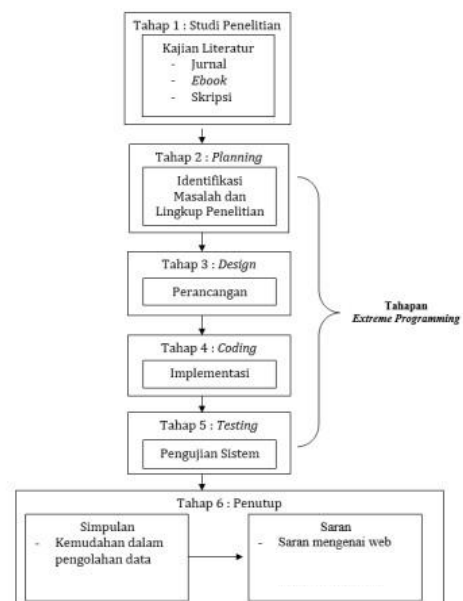 Tahap 1 : Studi Penelitian
Kajian Literatur
- Jurnal
- Ebook
- Skripsi
Tahap 2 : Planning
Identifikasi
Masalah dan
Lingkup Penelitian
Tahap 3 : Design
Perancangan
Tahap 4 : Coding
Implementasi
Tahap 5 : Testing
Pengujian Sistem
Tahapan
Extreme Programming
Tahap 6 : Penutup
Simpulan
- Kemudahan dalam
pengolahan data
Saran
- Saran mengenai web